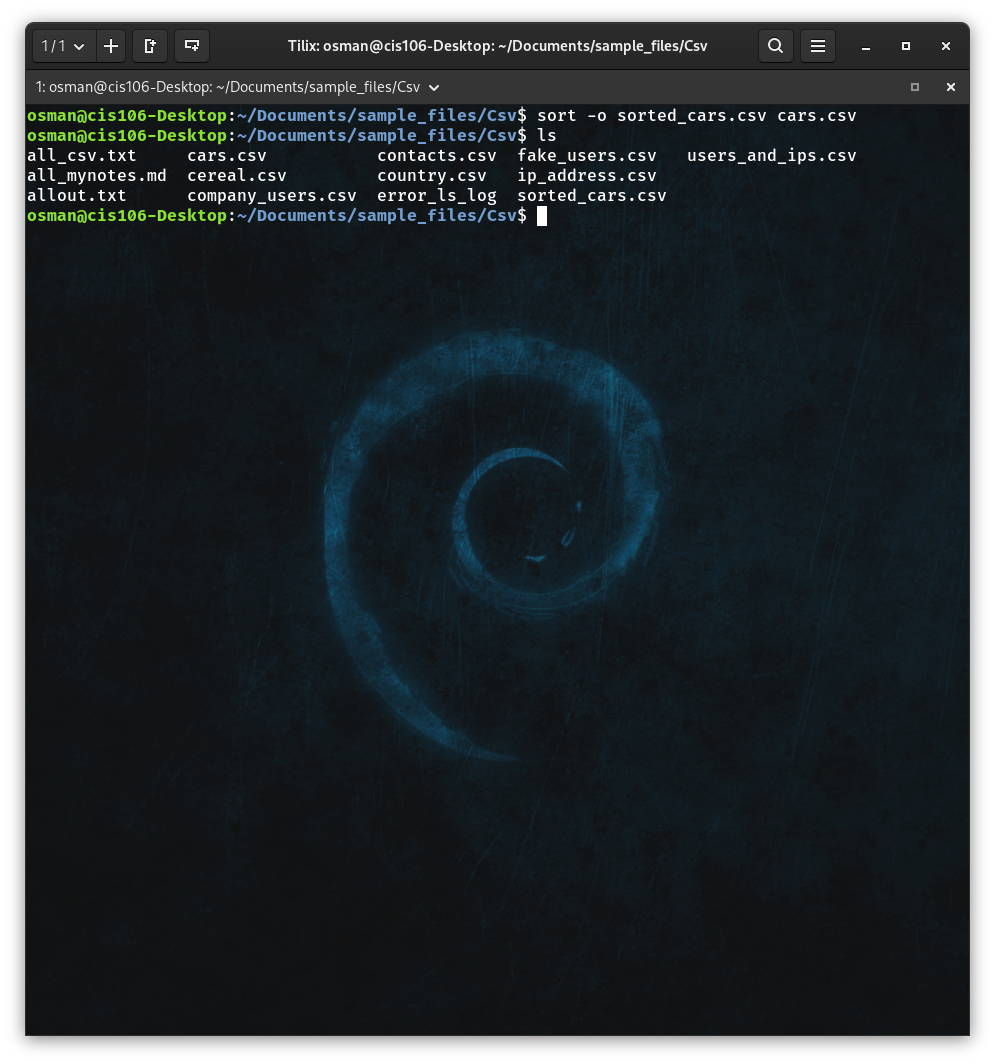 1 / 1
Tilix: osman@cis106-Desktop: ~/Documents/sample_files/Csv
1: osman@cis106-Desktop: ~/Documents/sample_files/Csv
osman@cis106-Desktop:~/Documents/sample_files/Csv$ sort -o sorted_cars.csv cars.csv
osman@cis106-Desktop:~/Documents/sample_files/Csv$ ls
all_csv.txt     cars.csv           contacts.csv  fake_users.csv   users_and_ips.csv
all_mynotes.md  cereal.csv         country.csv   ip_address.csv
allout.txt      company_users.csv  error_ls_log  sorted_cars.csv
osman@cis106-Desktop:~/Documents/sample_files/Csv$